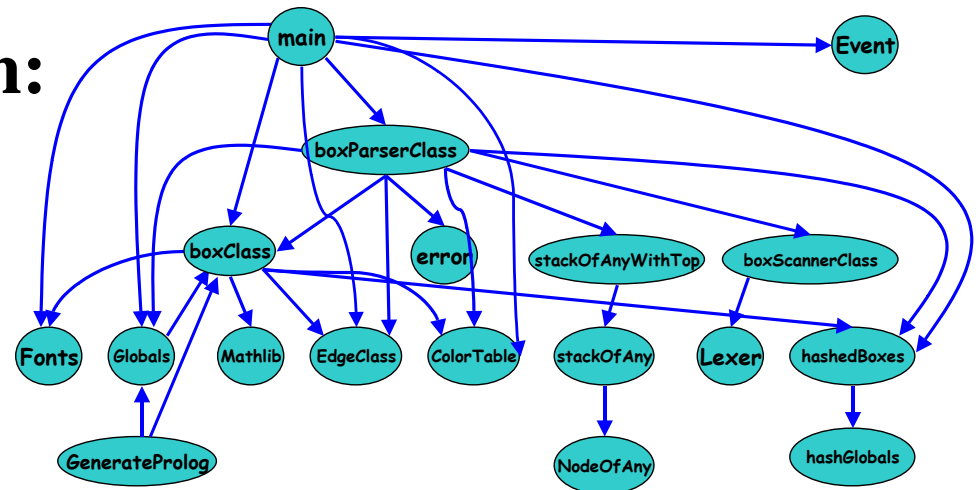 main
Event
n:
boxParserClass
boxClass
error
stackOfAnyWithTop
boxScannerClass
Fonts
Globals
Mathlib
EdgeClass
ColorTable
stackOfAny
Lexer
hashedBoxes
GenerateProlog
NodeOfAny
hashGlobals